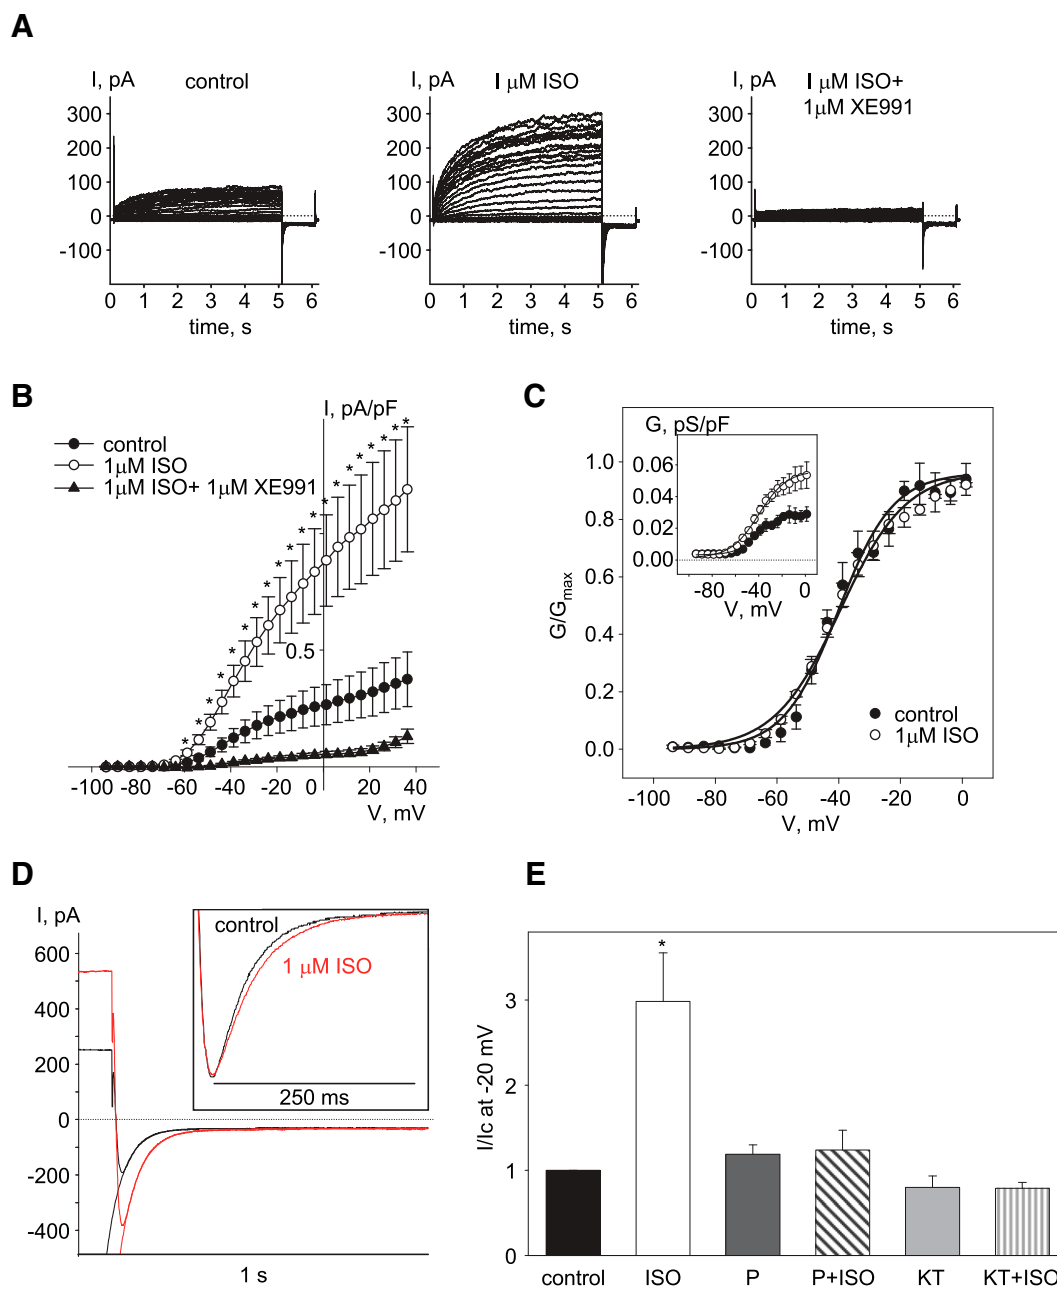 A
I, pA
control
300
200
100
0
-100
0 1 2 3 4 5 6
time, s
I, pA
I μM ISO
300
200
100
0
-100
0 1 2 3 4 5 6
time, s
I, pA
I μM ISO+
1μM XE991
300
200
100
0
-100
0 1 2 3 4 5 6
time, s
B
I, pA/pF
control
1μM ISO
1μM ISO+ 1μM XE991
* * * * * * * * * * * * * * * * * * * *
0.5
-100 -80 -60 -40 -20 0 20 40
V, mV
C
G, pS/pF
0.06
0.04
0.02
0.00
-80 -40 0
V, mV
1.0
0.8
0.6
0.4
0.2
0.0
G/Gmax
control
1μM ISO
-100 -80 -60 -40 -20 0
V, mV
D
I, pA
600
400
200
0
-200
-400
control
1 μM ISO
250 ms
1 s
E
I/Ic at -20 mV
3
2
1
0
*
control ISO P P+ISO KT KT+ISO